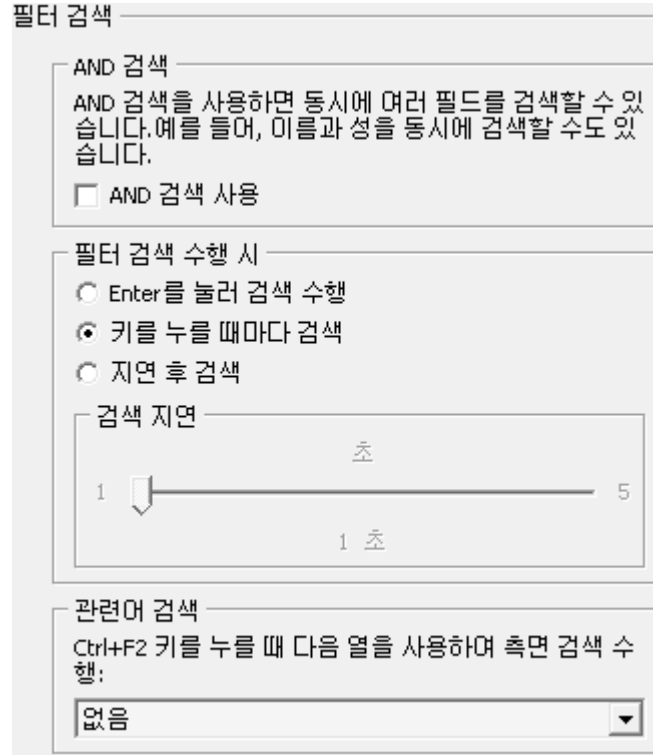 필터 검색
AND 검색
AND 검색을 사용하면 동시에 여러 필드를 검색할 수 있
습니다.예를 들어, 이름과 성을 동시에 검색할 수도 있
습니다.
AND 검색 사용
필터 검색 수행 시
Enter를 눌러 검색 수행
키를 누를 때마다 검색
지연 후 검색
검색 지연
초
1 5
1 초
관련어 검색
Ctrl+F2 키를 누를 때 다음 열을 사용하여 측면 검색 수
행:
없음